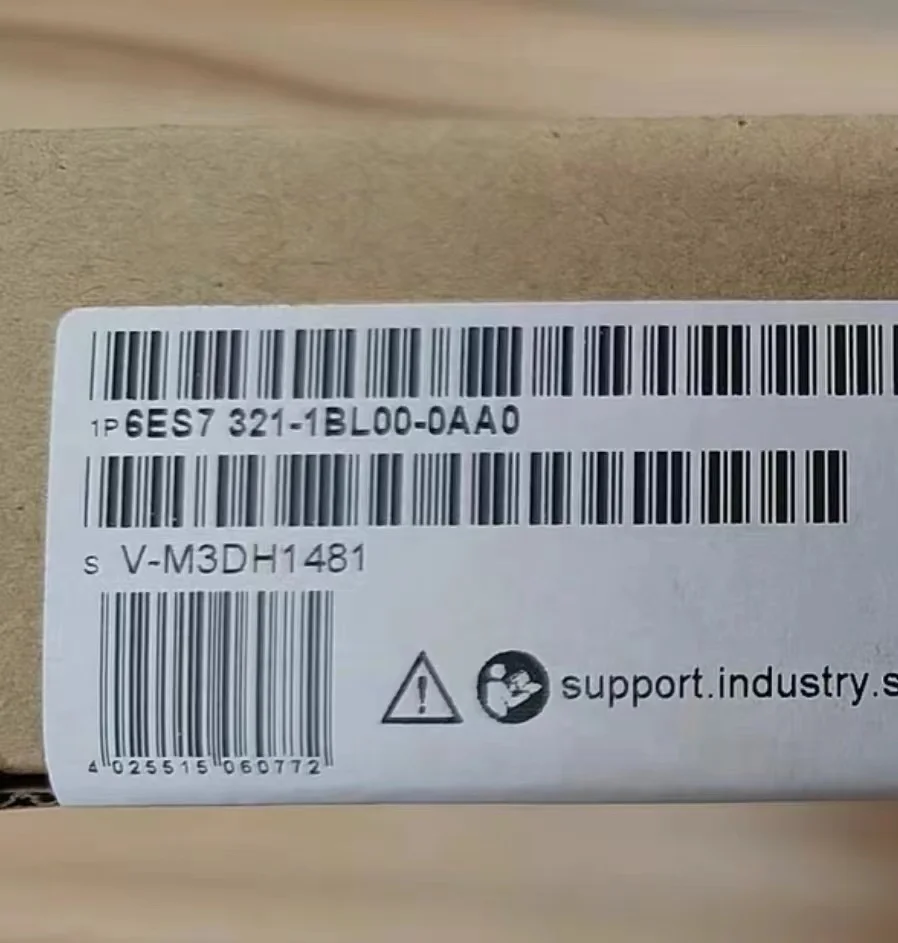 1P 6ES7 321-1BL00-0AA0
S V-M3DH1481
4 025515 060772
support.industry.s